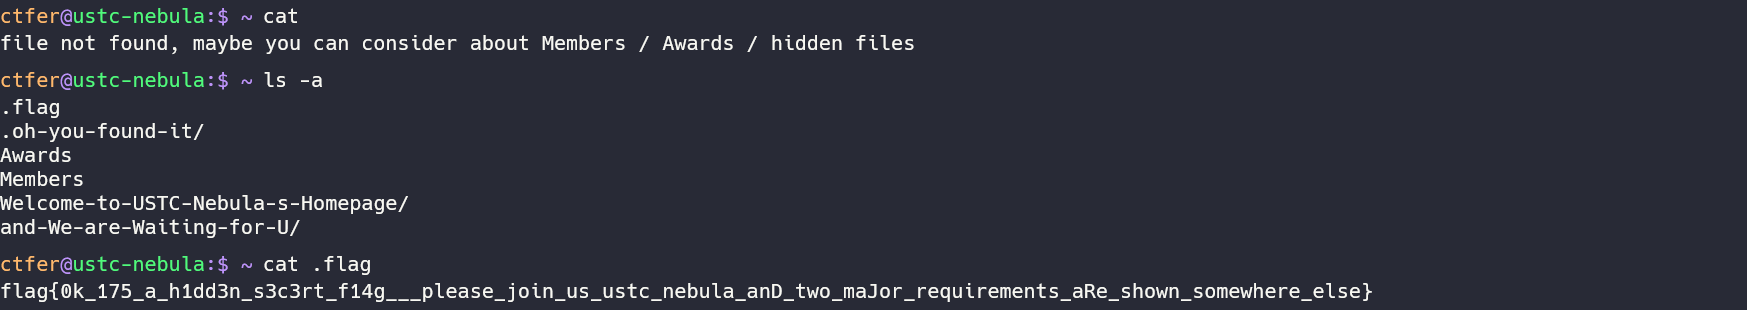 ctfer@ustc-nebula:$ ~ cat
file not found, maybe you can consider about Members / Awards / hidden files
ctfer@ustc-nebula:$ ~ ls -a
.flag
.oh-you-found-it/
Awards
Members
Welcome-to-USTC-Nebula-s-Homepage/
and-We-are-Waiting-for-U/
ctfer@ustc-nebula:$ ~ cat .flag
flag{0k_175_a_h1dd3n_s3c3rt_f14g___please_join_us_ustc_nebula_anD_two_maJor_requirements_aRe_shown_somewhere_else}